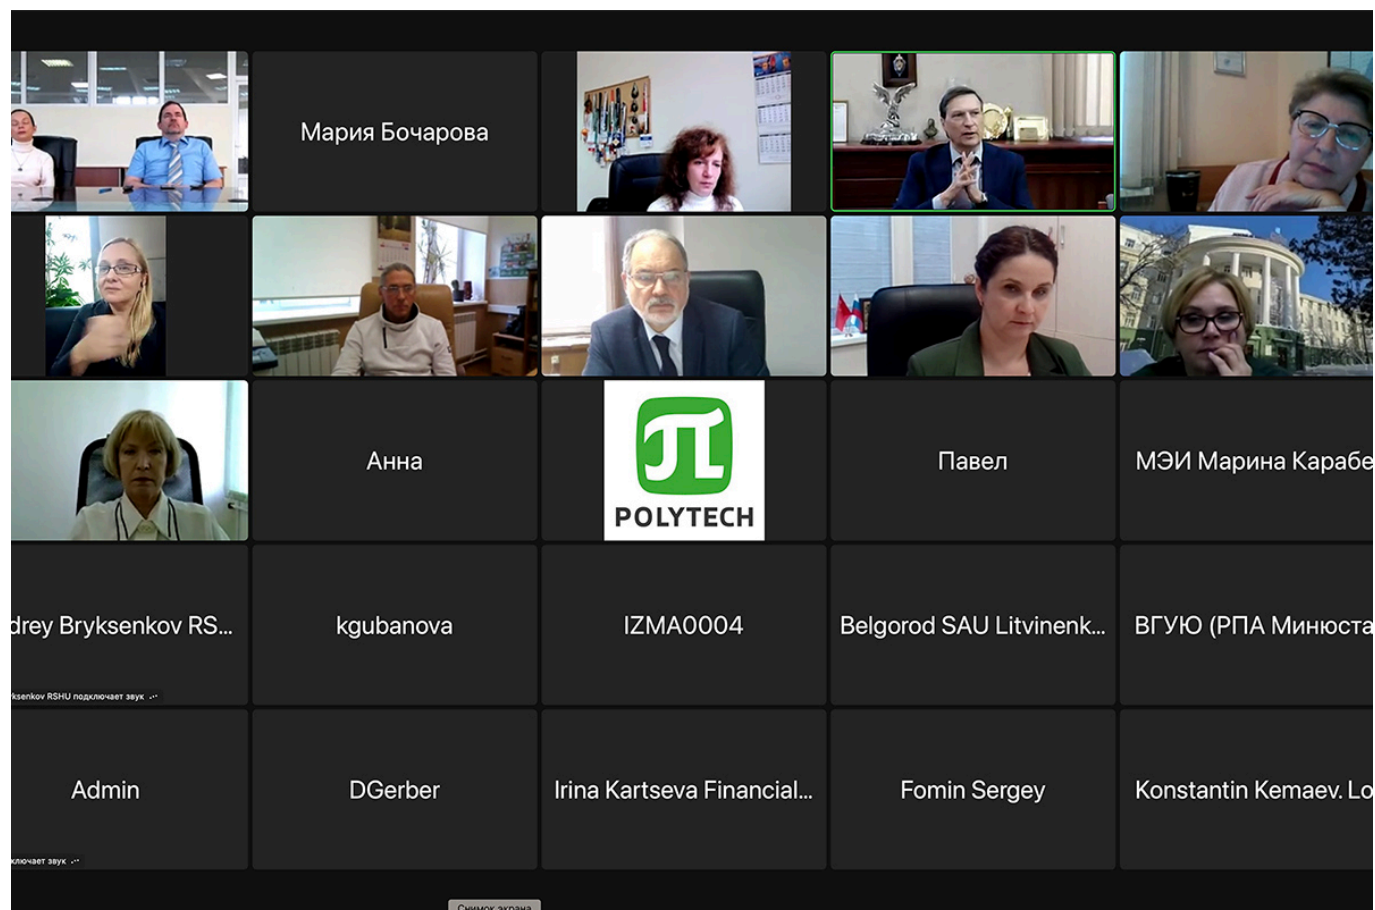 Мария Бочарова
Анна
POLYTECH
Павел
МЭИ Марина Карабе
drey Bryksenkov RS...
kgubanova
IZMA0004
Belgorod SAU Litvinenk...
ВГУЮ (РПА Минюста
ksenkov RSHU подключает звук
Admin
DGerber
Irina Kartseva Financial...
Fomin Sergey
Konstantin Kemaev. Lo
ключает звук
Снимок экрана